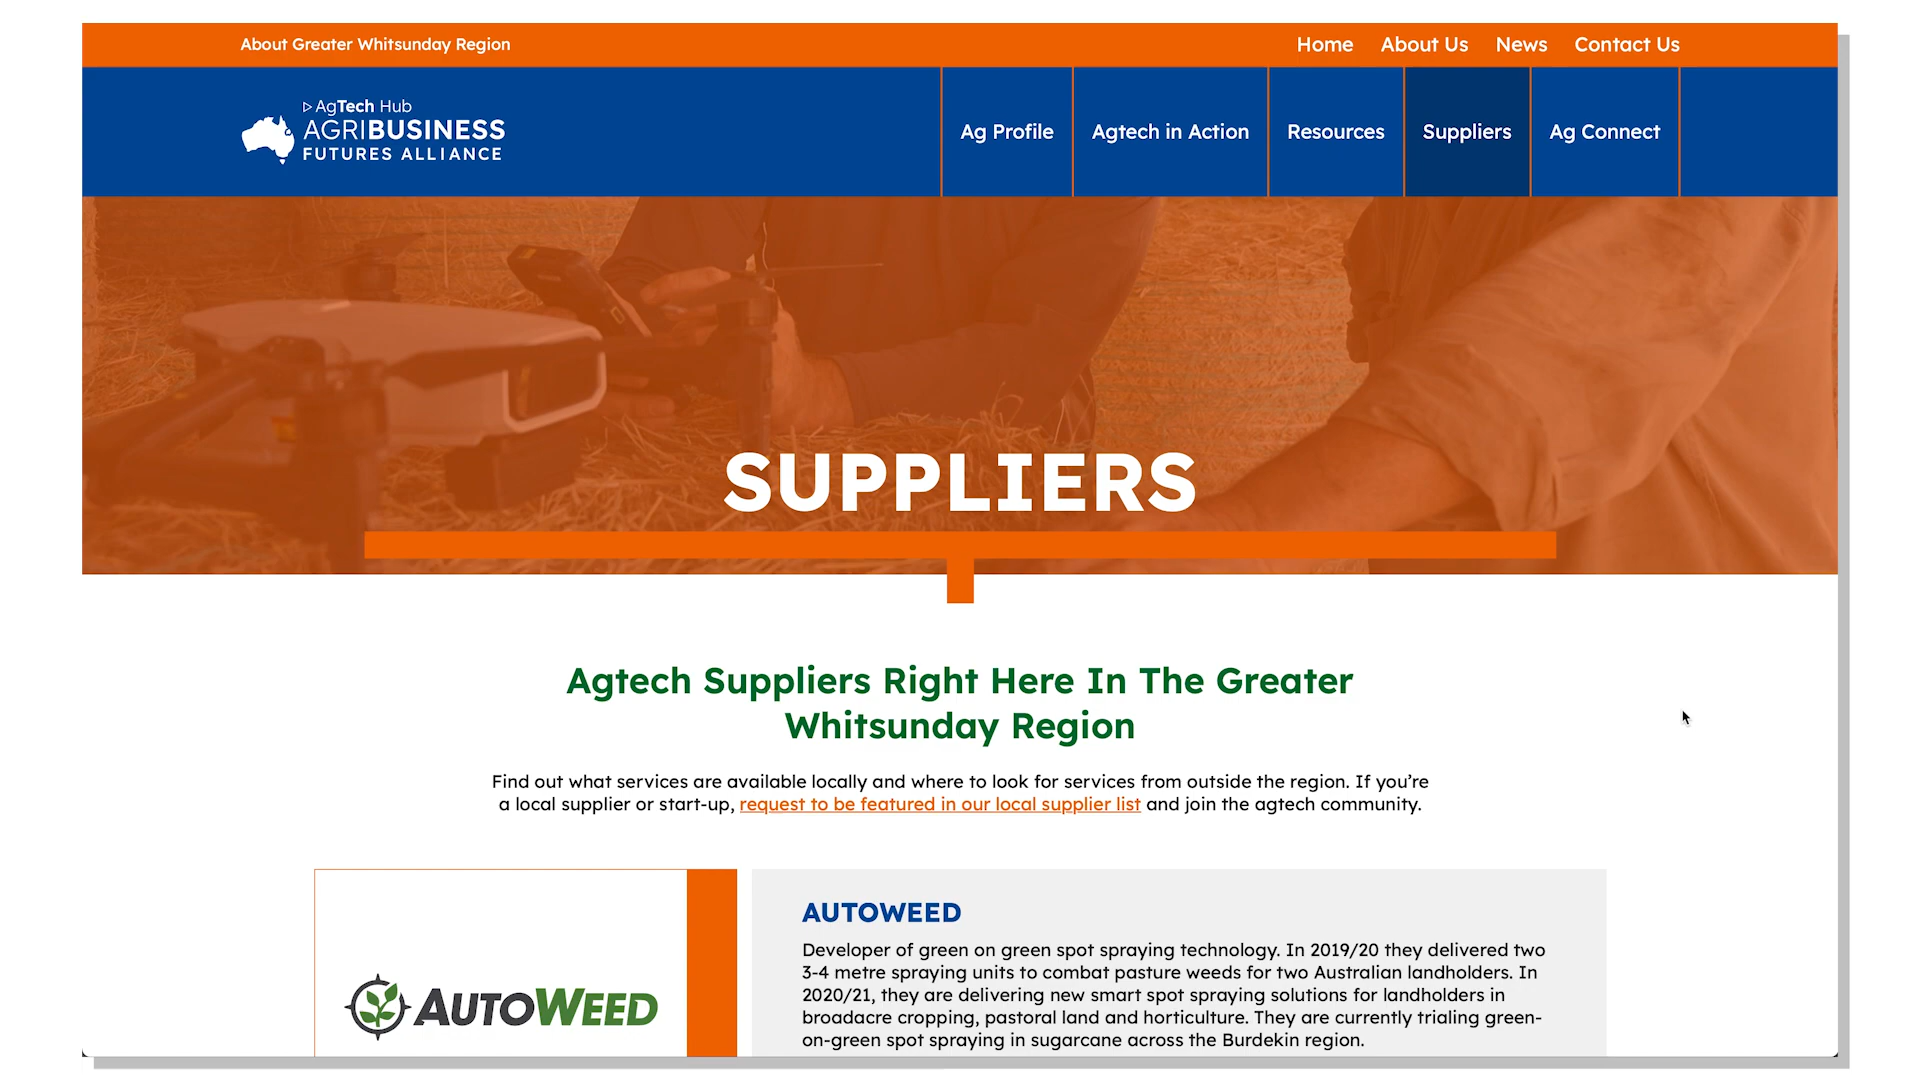 About Greater Whitsunday Region
Home About Us News Contact Us
AgTech Hub
AGRIBUSINESS
FUTURES ALLIANCE
Ag Profile Agtech in Action Resources Suppliers Ag Connect
SUPPLIERS
Agtech Suppliers Right Here In The Greater
Whitsunday Region
Find out what services are available locally and where to look for services from outside the region. If you’re
a local supplier or start-up, request to be featured in our local supplier list and join the agtech community.
AUTOWEED
AUTOWEED
Developer of green on green spot spraying technology. In 2019/20 they delivered two
3-4 metre spraying units to combat pasture weeds for two Australian landholders. In
2020/21, they are delivering new smart spot spraying solutions for landholders in
broadacre cropping, pastoral land and horticulture. They are currently trialing green-
on-green spot spraying in sugarcane across the Burdekin region.